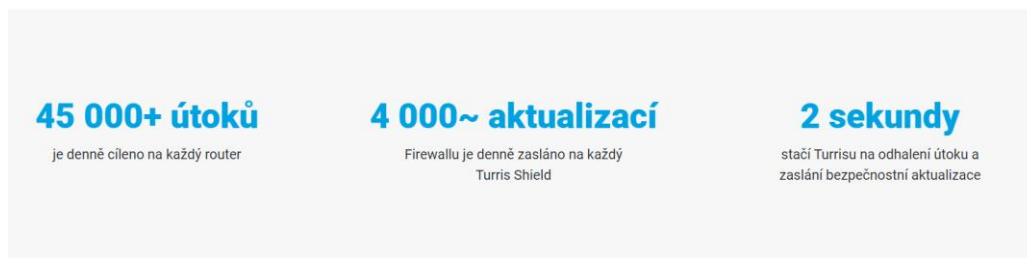 45 000+ útoků
je denně cíleno na každý router
4 000~ aktualizací
Firewallu je denně zasláno na každý
Turris Shield
2 sekundy
stačí Turrisu na odhalení útoku a
zaslání bezpečnostní aktualizace